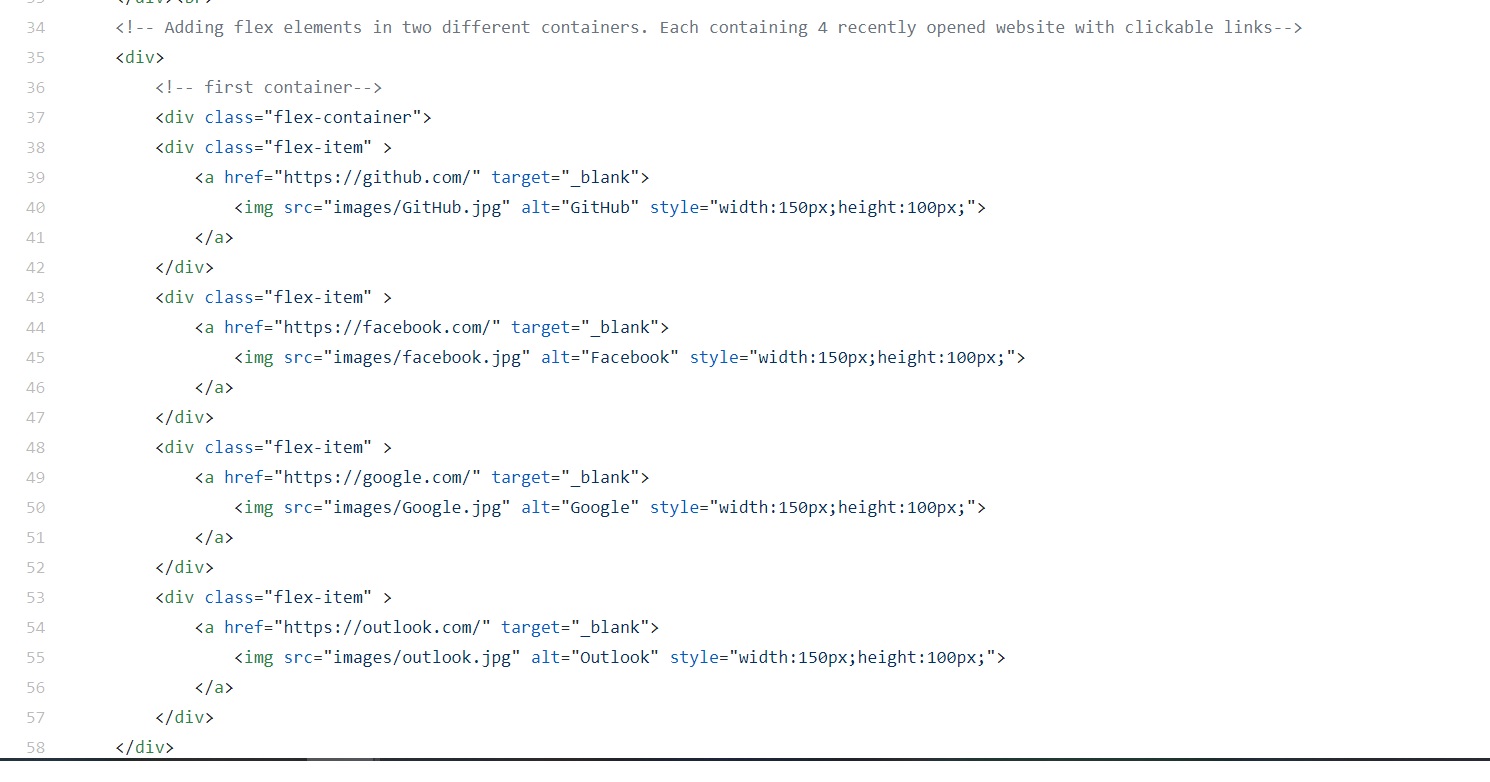 34 <!-- Adding flex elements in two different containers. Each containing 4 recently opened website with clickable links-->
35 <div>
36 <!-- first container-->
37 <div class="flex-container">
38 <div class="flex-item" >
39 <a href="https://github.com/" target="_blank">
40 <img src="images/GitHub.jpg" alt="GitHub" style="width:150px;height:100px;">
41 </a>
42 </div>
43 <div class="flex-item" >
44 <a href="https://facebook.com/" target="_blank">
45 <img src="images/facebook.jpg" alt="Facebook" style="width:150px;height:100px;">
46 </a>
47 </div>
48 <div class="flex-item" >
49 <a href="https://google.com/" target="_blank">
50 <img src="images/Google.jpg" alt="Google" style="width:150px;height:100px;">
51 </a>
52 </div>
53 <div class="flex-item" >
54 <a href="https://outlook.com/" target="_blank">
55 <img src="images/outlook.jpg" alt="Outlook" style="width:150px;height:100px;">
56 </a>
57 </div>
58 </div>